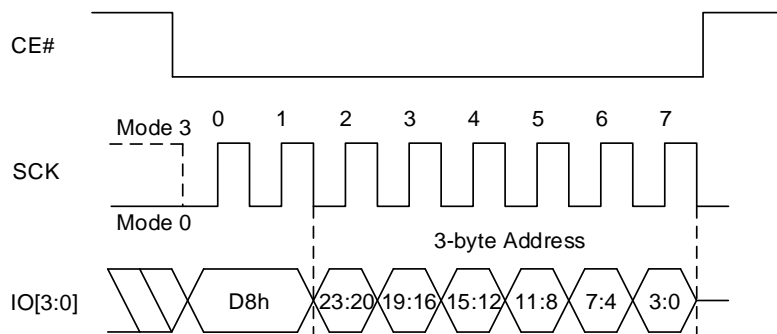 CE#
0 1 2 3 4 5 6 7
Mode 3
SCK
Mode 0
3-byte Address
IO[3:0] D8h 23:20 19:16 15:12 11:8 7:4 3:0